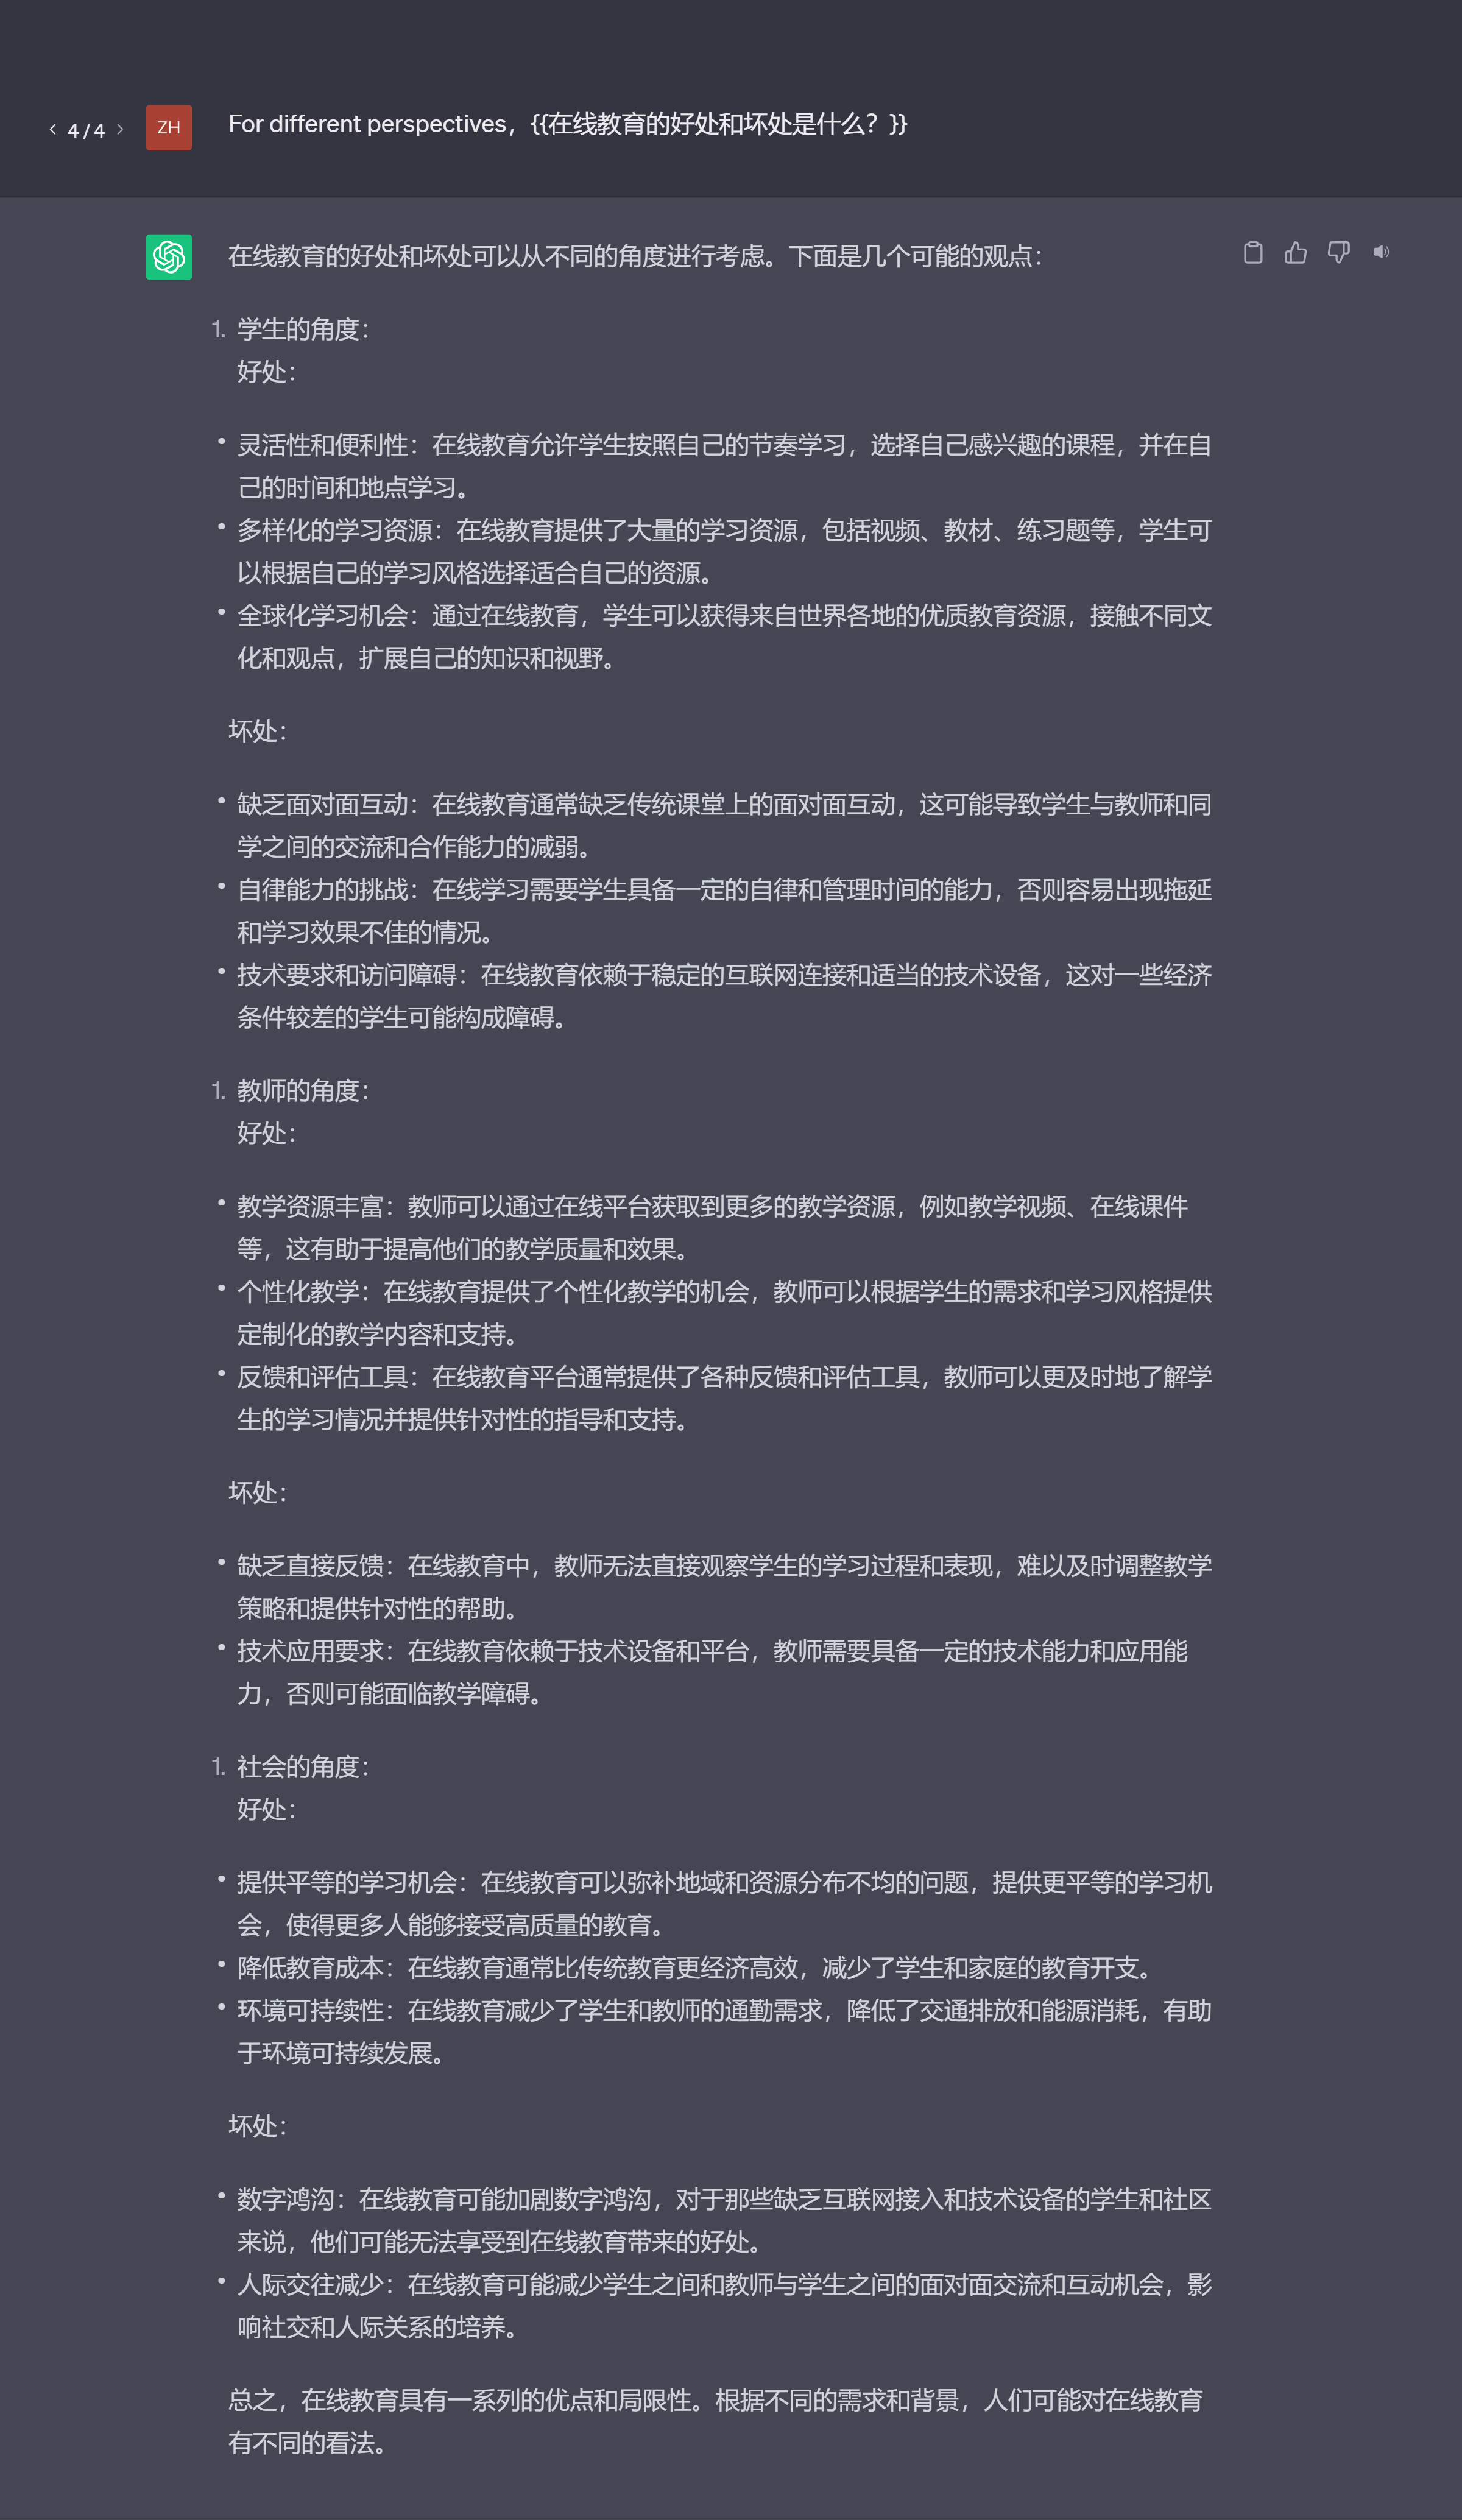 4 / 4
ZH
For different perspectives，{{在线教育的好处和坏处是什么？}}
在线教育的好处和坏处可以从不同的角度进行考虑。下面是几个可能的观点：
1. 学生的角度：
好处：
• 灵活性和便利性：在线教育允许学生按照自己的节奏学习，选择自己感兴趣的课程，并在自
己的时间和地点学习。
• 多样化的学习资源：在线教育提供了大量的学习资源，包括视频、教材、练习题等，学生可
以根据自己的学习风格选择适合自己的资源。
• 全球化学习机会：通过在线教育，学生可以获得来自世界各地的优质教育资源，接触不同文
化和观点，扩展自己的知识和视野。
坏处：
• 缺乏面对面互动：在线教育通常缺乏传统课堂上的面对面互动，这可能导致学生与教师和同
学之间的交流和合作能力的减弱。
• 自律能力的挑战：在线学习需要学生具备一定的自律和管理时间的能力，否则容易出现拖延
和学习效果不佳的情况。
• 技术要求和访问障碍：在线教育依赖于稳定的互联网连接和适当的技术设备，这对一些经济
条件较差的学生可能构成障碍。
1. 教师的角度：
好处：
• 教学资源丰富：教师可以通过在线平台获取到更多的教学资源，例如教学视频、在线课件
等，这有助于提高他们的教学质量和效果。
• 个性化教学：在线教育提供了个性化教学的机会，教师可以根据学生的需求和学习风格提供
定制化的教学内容和支持。
• 反馈和评估工具：在线教育平台通常提供了各种反馈和评估工具，教师可以更及时地了解学
生的学习情况并提供针对性的指导和支持。
坏处：
• 缺乏直接反馈：在线教育中，教师无法直接观察学生的学习过程和表现，难以及时调整教学
策略和提供针对性的帮助。
• 技术应用要求：在线教育依赖于技术设备和平台，教师需要具备一定的技术能力和应用能
力，否则可能面临教学障碍。
1. 社会的角度：
好处：
• 提供平等的学习机会：在线教育可以弥补地域和资源分布不均的问题，提供更平等的学习机
会，使得更多人能够接受高质量的教育。
• 降低教育成本：在线教育通常比传统教育更经济高效，减少了学生和家庭的教育开支。
• 环境可持续性：在线教育减少了学生和教师的通勤需求，降低了交通排放和能源消耗，有助
于环境可持续发展。
坏处：
• 数字鸿沟：在线教育可能加剧数字鸿沟，对于那些缺乏互联网接入和技术设备的学生和社区
来说，他们可能无法享受到在线教育带来的好处。
• 人际交往减少：在线教育可能减少学生之间和教师与学生之间的面对面交流和互动机会，影
响社交和人际关系的培养。
总之，在线教育具有一系列的优点和局限性。根据不同的需求和背景，人们可能对在线教育
有不同的看法。